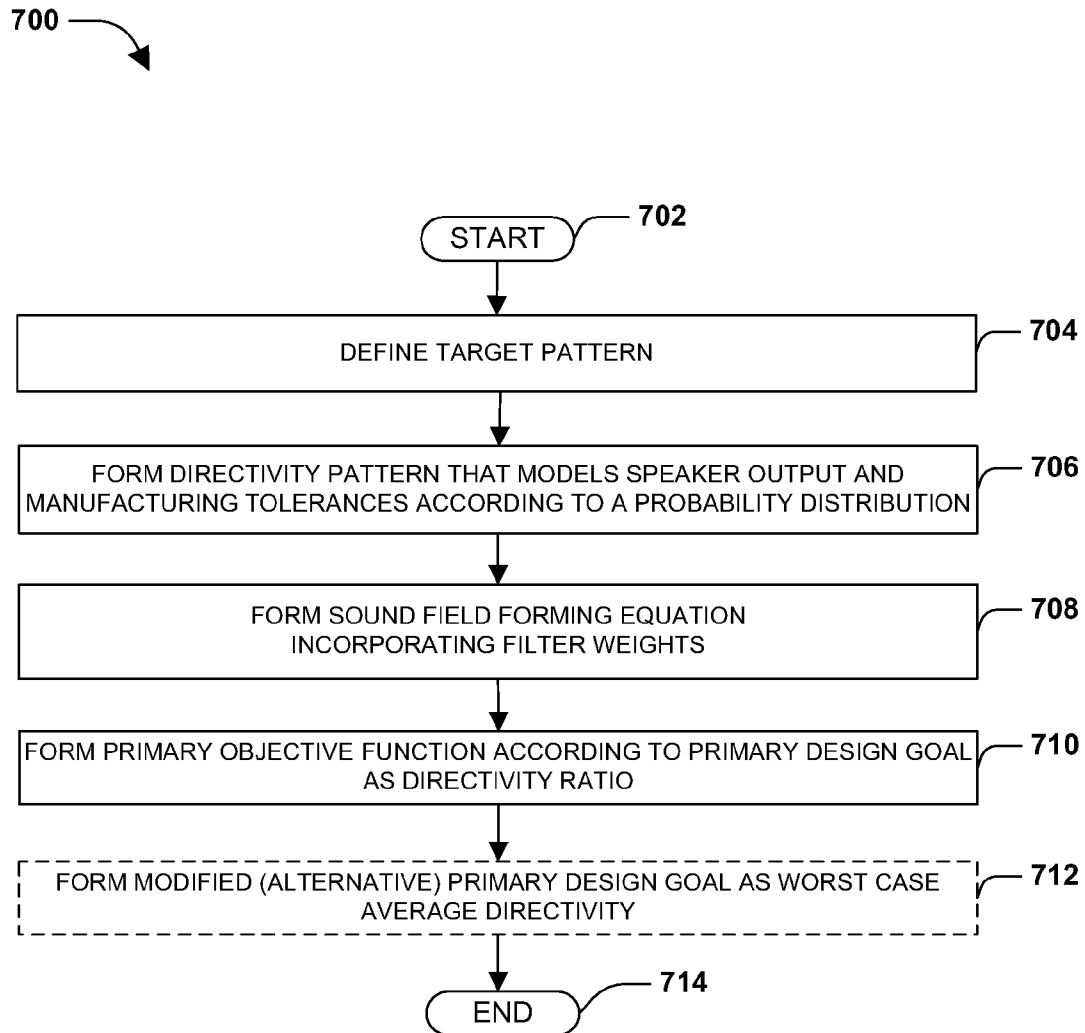 700
START
702
DEFINE TARGET PATTERN
704
FORM DIRECTIVITY PATTERN THAT MODELS SPEAKER OUTPUT AND
MANUFACTURING TOLERANCES ACCORDING TO A PROBABILITY DISTRIBUTION
706
FORM SOUND FIELD FORMING EQUATION
INCORPORATING FILTER WEIGHTS
708
FORM PRIMARY OBJECTIVE FUNCTION ACCORDING TO PRIMARY DESIGN GOAL
AS DIRECTIVITY RATIO
710
FORM MODIFIED (ALTERNATIVE) PRIMARY DESIGN GOAL AS WORST CASE
AVERAGE DIRECTIVITY
712
END
714